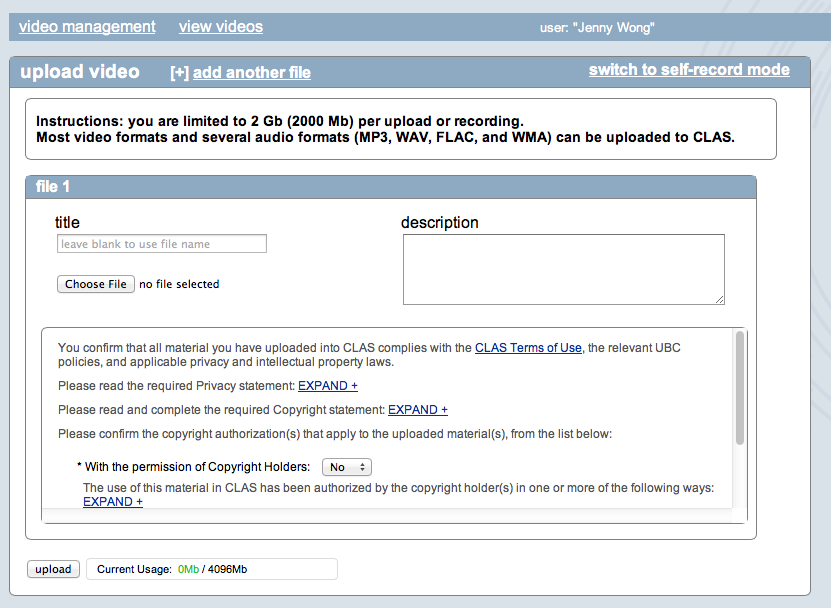 video management view videos user: "Jenny Wong"
upload video [+] add another file switch to self-record mode
Instructions: you are limited to 2 Gb (2000 Mb) per upload or recording.
Most video formats and several audio formats (MP3, WAV, FLAC, and WMA) can be uploaded to CLAS.
file 1
title description
leave blank to use file name
Choose File no file selected
You confirm that all material you have uploaded into CLAS complies with the CLAS Terms of Use, the relevant UBC
policies, and applicable privacy and intellectual property laws.
Please read the required Privacy statement: EXPAND +
Please read and complete the required Copyright statement: EXPAND +
Please confirm the copyright authorization(s) that apply to the uploaded material(s), from the list below:
* With the permission of Copyright Holders: No
The use of this material in CLAS has been authorized by the copyright holder(s) in one or more of the following ways:
EXPAND +
upload Current Usage: 0Mb / 4096Mb